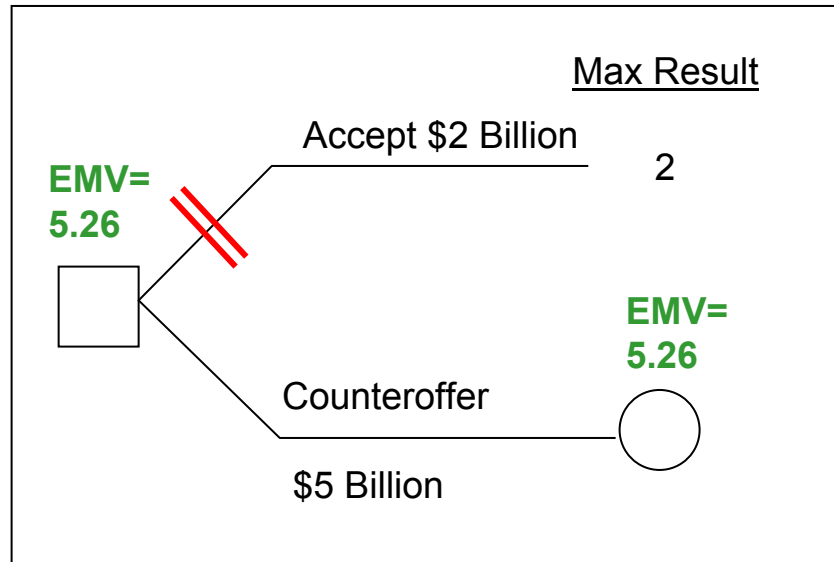 Max Result
Accept $2 Billion
2
EMV=
5.26
EMV=
5.26
Counteroffer
$5 Billion